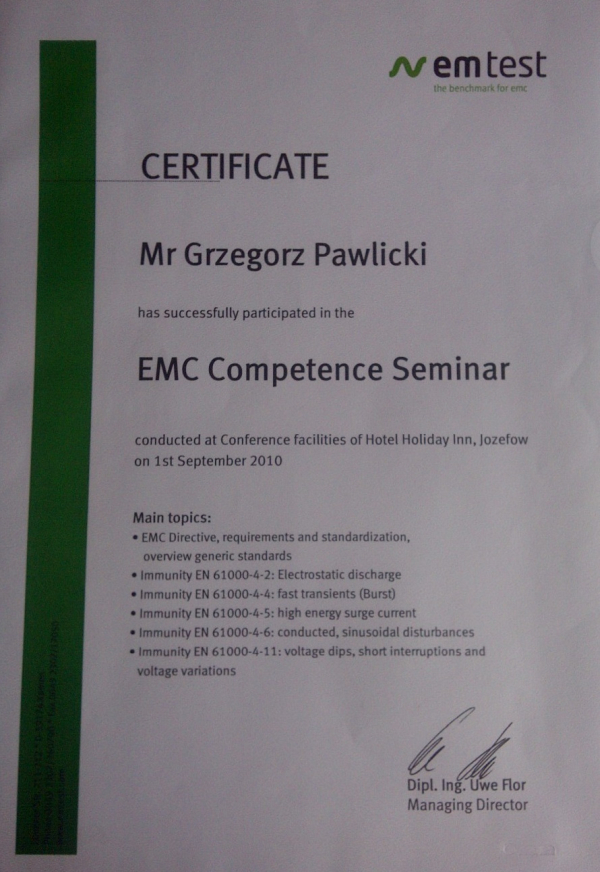 emtest
the benchmark for emc
CERTIFICATE
Mr Grzegorz Pawlicki
has successfully participated in the
EMC Competence Seminar
conducted at Conference facilities of Hotel Holiday Inn, Jozefow
on 1st September 2010
Main topics:
• EMC Directive, requirements and standardization,
overview generic standards
• Immunity EN 61000-4-2: Electrostatic discharge
• Immunity EN 61000-4-4: fast transients (Burst)
• Immunity EN 61000-4-5: high energy surge current
• Immunity EN 61000-4-6: conducted, sinusoidal disturbances
• Immunity EN 61000-4-11: voltage dips, short interruptions and
voltage variations
Dipl. Ing. Uwe Flor
Managing Director